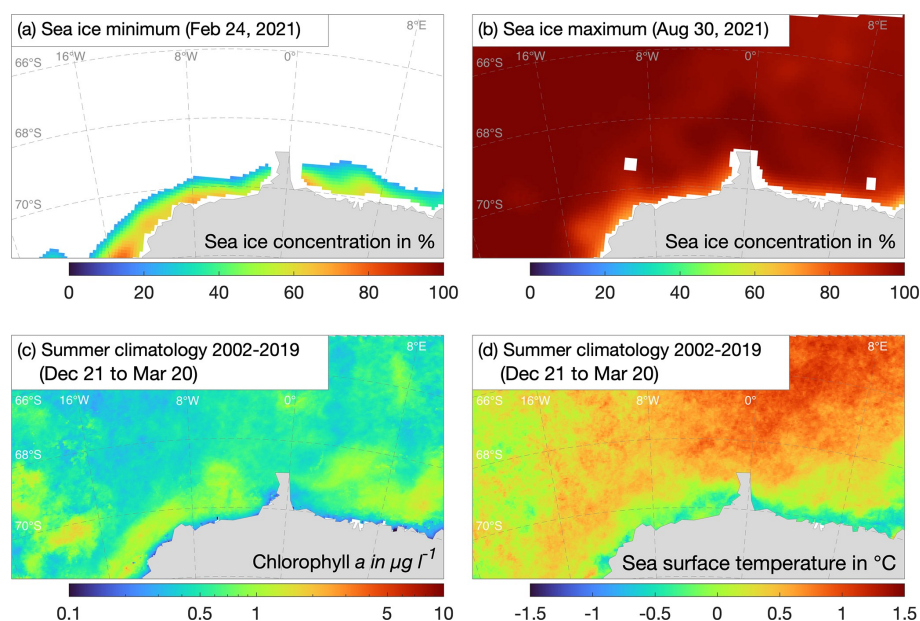 (a) Sea ice minimum (Feb 24, 2021)
8°E
16°W
8°W
0°
66°S
68°S
70°S
Sea ice concentration in %
0 20 40 60 80 100
(b) Sea ice maximum (Aug 30, 2021)
8°E
16°W
8°W
0°
66°S
68°S
70°S
Sea ice concentration in %
0 20 40 60 80 100
(c) Summer climatology 2002-2019
(Dec 21 to Mar 20)
8°E
66°S
16°W
8°W
0°
68°S
70°S
Chlorophyll a in µg l⁻¹
0.1 0.5 1 5 10
(d) Summer climatology 2002-2019
(Dec 21 to Mar 20)
8°E
66°S
16°W
8°W
0°
68°S
70°S
Sea surface temperature in °C
-1.5 -1 -0.5 0 0.5 1 1.5